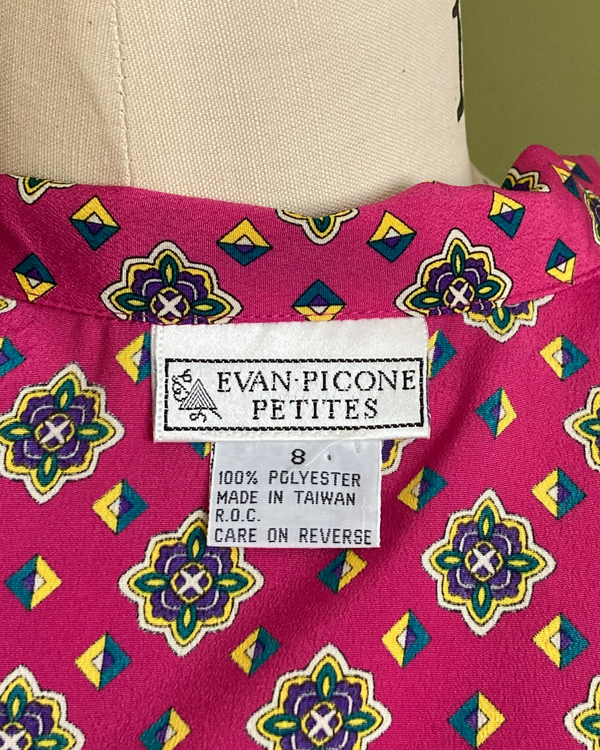 EVAN·PICONE
PETITES
8
100% POLYESTER
MADE IN TAIWAN
R.O.C.
CARE ON REVERSE